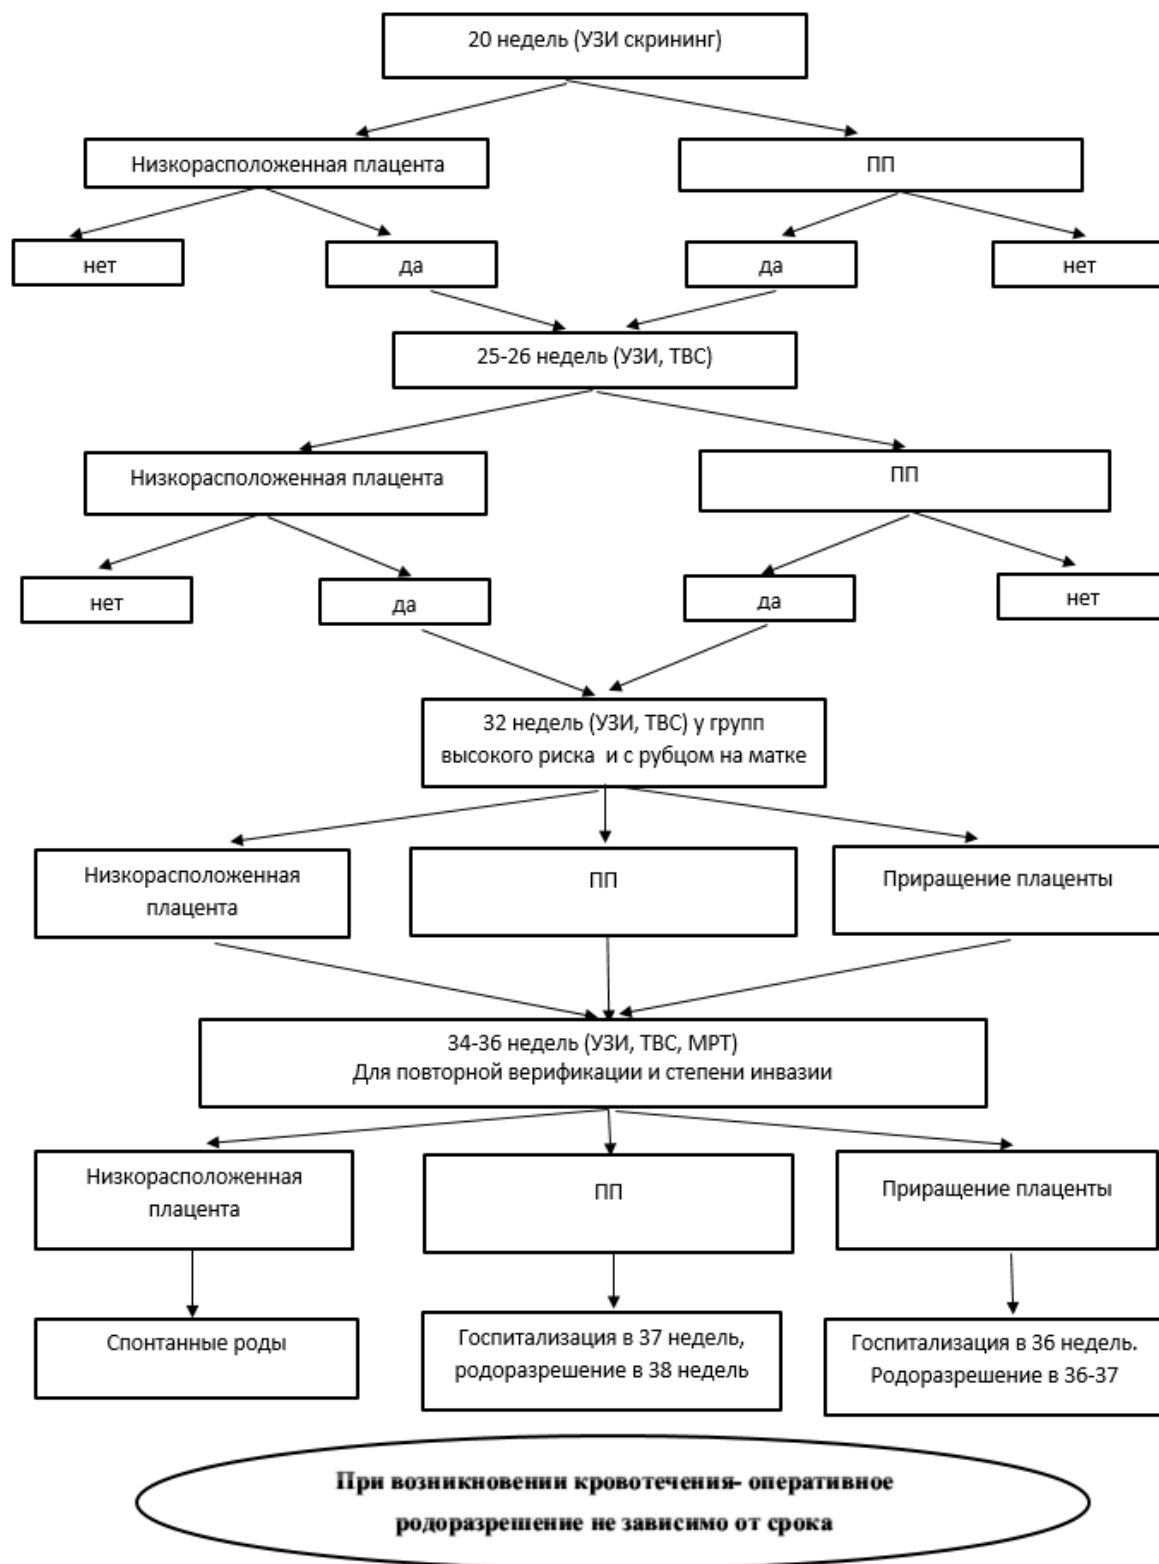 20 недель (УЗИ скрининг)
Низкорасположенная плацента
ПП
нет
да
да
нет
25-26 недель (УЗИ, ТВС)
Низкорасположенная плацента
ПП
нет
да
да
нет
32 недель (УЗИ, ТВС) у групп
высокого риска и с рубцом на матке
Низкорасположенная
плацента
ПП
Приращение плаценты
34-36 недель (УЗИ, ТВС, МРТ)
Для повторной верификации и степени инвазии
Низкорасположенная
плацента
ПП
Приращение плаценты
Спонтанные роды
Госпитализация в 37 недель,
родоразрешение в 38 недель
Госпитализация в 36 недель.
Родоразрешение в 36-37
При возникновении кровотечения- оперативное
родоразрешение не зависимо от срока